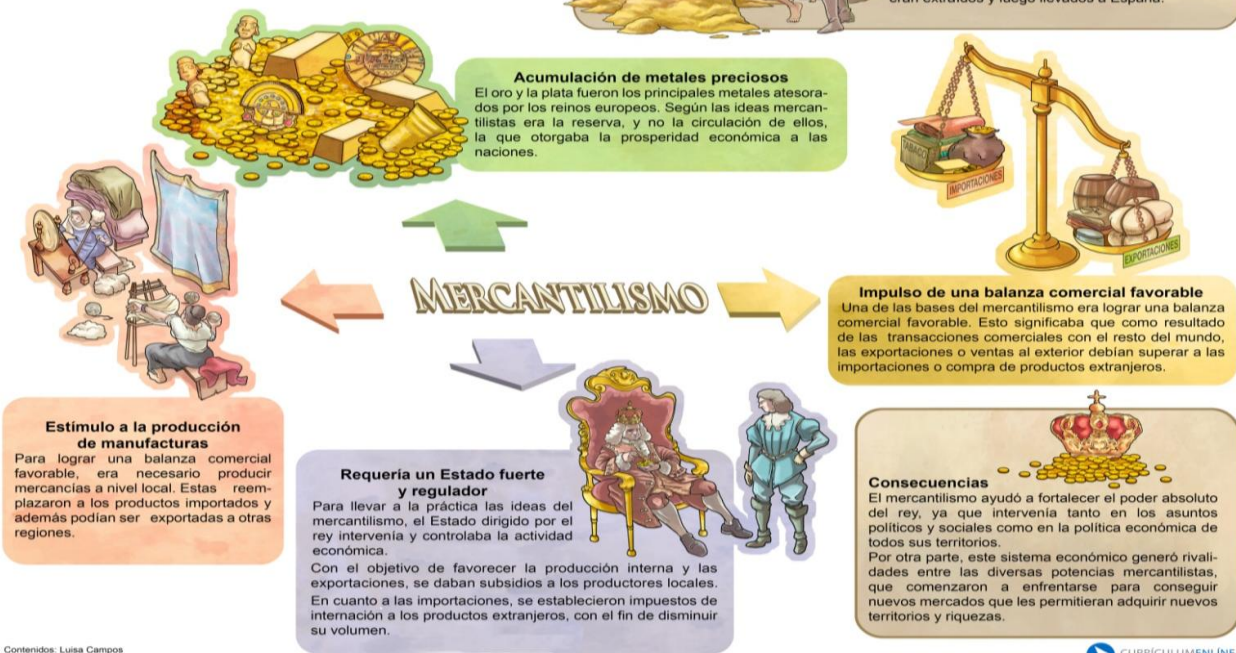 eran extraídos y luego llevados a España.
Acumulación de metales preciosos
El oro y la plata fueron los principales metales atesora-
dos por los reinos europeos. Según las ideas mercan-
tilistas era la reserva, y no la circulación de ellos,
la que otorgaba la prosperidad económica a las
naciones.
TABACO
IMPORTACIONES
EXPORTACIONES
MERCANTILISMO
Impulso de una balanza comercial favorable
Una de las bases del mercantilismo era lograr una balanza
comercial favorable. Esto significaba que como resultado
de las transacciones comerciales con el resto del mundo,
las exportaciones o ventas al exterior debían superar a las
importaciones o compra de productos extranjeros.
Estímulo a la producción
de manufacturas
Para lograr una balanza comercial
favorable, era necesario producir
mercancías a nivel local. Estas reem-
plazaron a los productos importados y
además podían ser exportadas a otras
regiones.
Requería un Estado fuerte
y regulador
Para llevar a la práctica las ideas del
mercantilismo, el Estado dirigido por el
rey intervenía y controlaba la actividad
económica.
Con el objetivo de favorecer la producción interna y las
exportaciones, se daban subsidios a los productores locales.
En cuanto a las importaciones, se establecieron impuestos de
internación a los productos extranjeros, con el fin de disminuir
su volumen.
Consecuencias
El mercantilismo ayudó a fortalecer el poder absoluto
del rey, ya que intervenía tanto en los asuntos
políticos y sociales como en la política económica de
todos sus territorios.
Por otra parte, este sistema económico generó rivali-
dades entre las diversas potencias mercantilistas,
que comenzaron a enfrentarse para conseguir
nuevos mercados que les permitieran adquirir nuevos
territorios y riquezas.
Contenidos: Luisa Campos
CURRÍCULUMENLÍNE